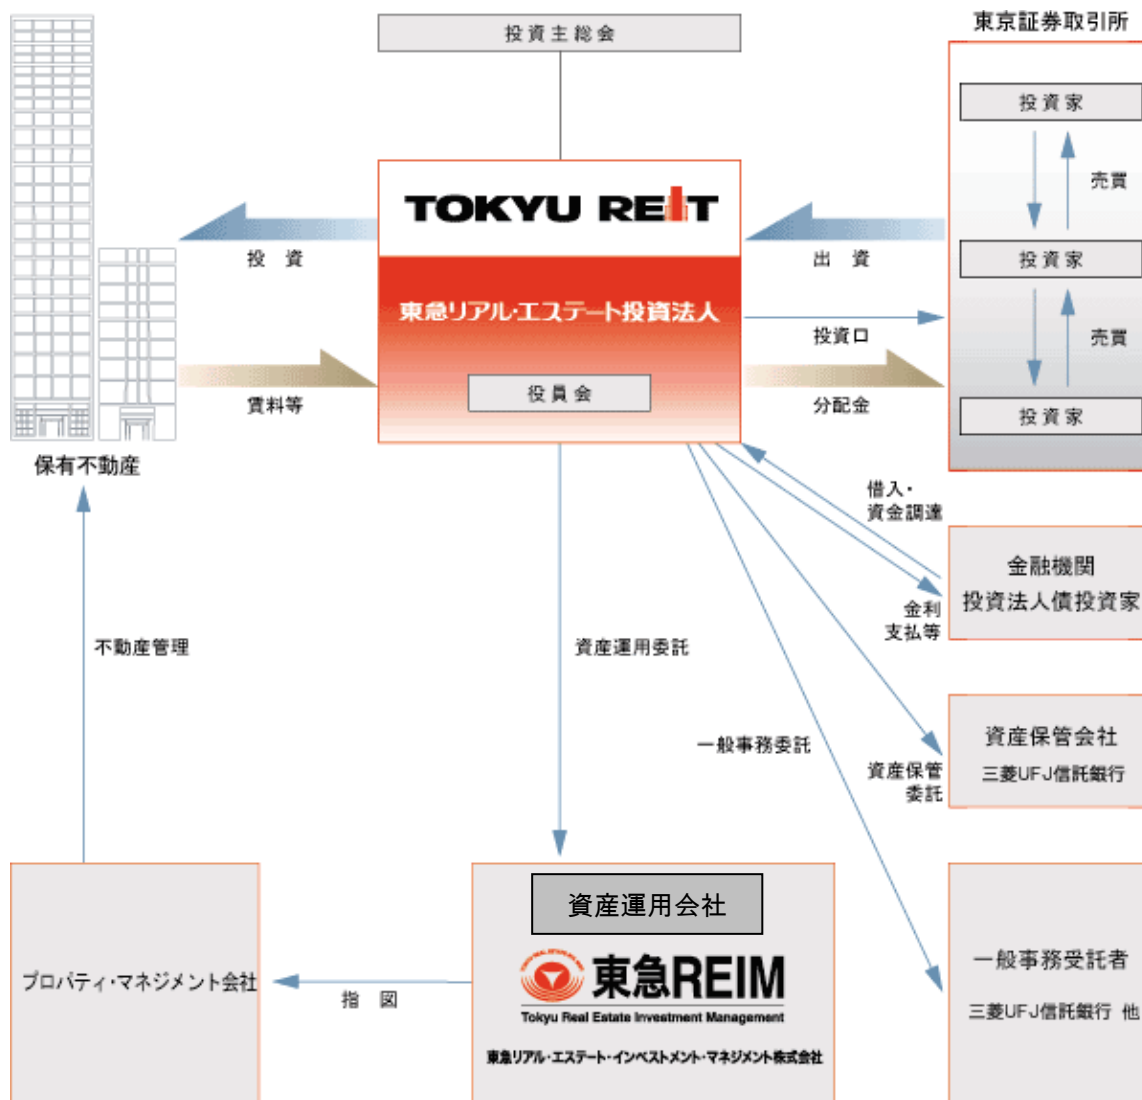 投資主総会
東京証券取引所
投資家
売買
投資家
売買
投資家
TOKYU REIT
東急リアル・エステート投資法人
役員会
投 資
賃料等
保有不動産
出 資
投資口
分配金
借入・
資金調達
金利
支払等
金融機関
投資法人債投資家
不動産管理
資産運用委託
一般事務委託
資産保管
委託
資産保管会社
三菱UFJ信託銀行
プロパティ・マネジメント会社
指 図
資産運用会社
東急REIM
Tokyu Real Estate Investment Management
東急リアル・エステート・インベストメント・マネジメント株式会社
一般事務受託者
三菱UFJ信託銀行 他